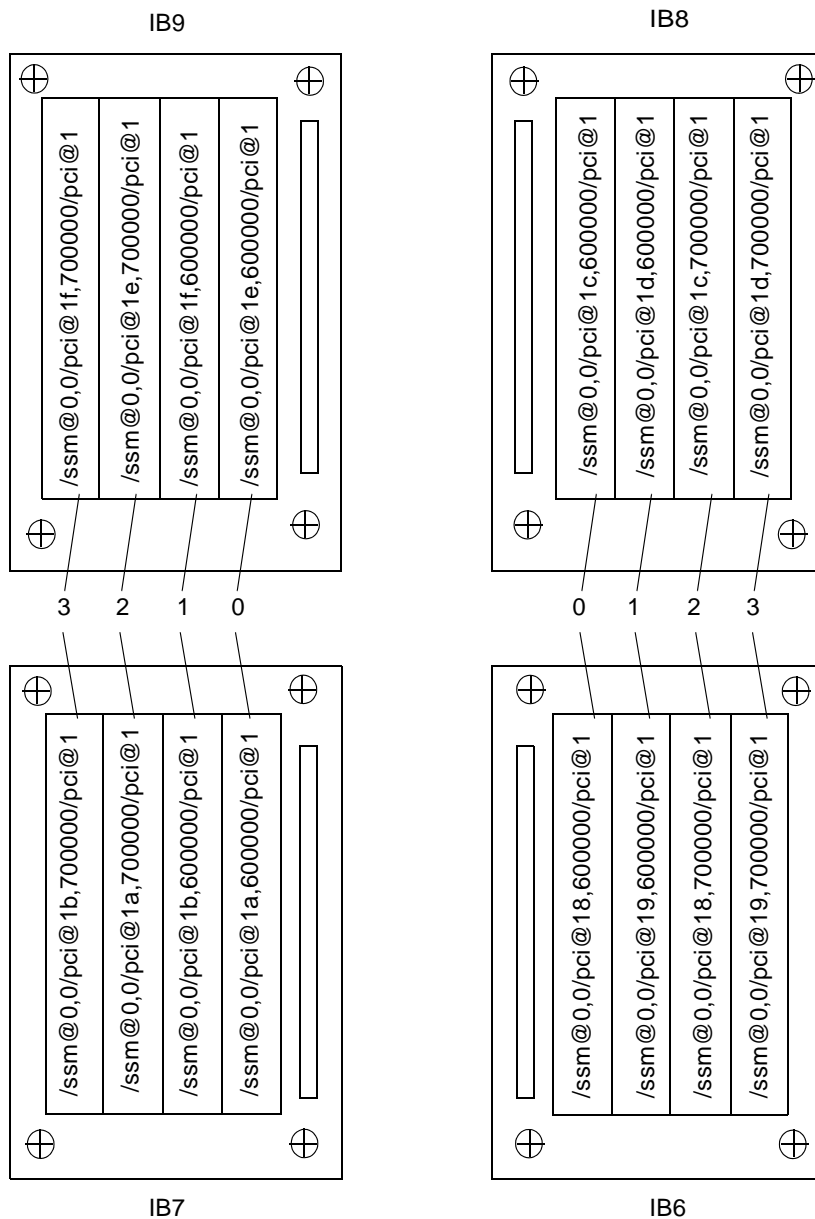 IB9
IB8
/ssm@0,0/pci@1f,700000/pci@1
/ssm@0,0/pci@1e,700000/pci@1
/ssm@0,0/pci@1f,600000/pci@1
/ssm@0,0/pci@1e,600000/pci@1
/ssm@0,0/pci@1c,600000/pci@1
/ssm@0,0/pci@1d,600000/pci@1
/ssm@0,0/pci@1c,700000/pci@1
/ssm@0,0/pci@1d,700000/pci@1
3 2 1 0
0 1 2 3
/ssm@0,0/pci@1b,700000/pci@1
/ssm@0,0/pci@1a,700000/pci@1
/ssm@0,0/pci@1b,600000/pci@1
/ssm@0,0/pci@1a,600000/pci@1
/ssm@0,0/pci@18,600000/pci@1
/ssm@0,0/pci@19,600000/pci@1
/ssm@0,0/pci@18,700000/pci@1
/ssm@0,0/pci@19,700000/pci@1
IB7
IB6